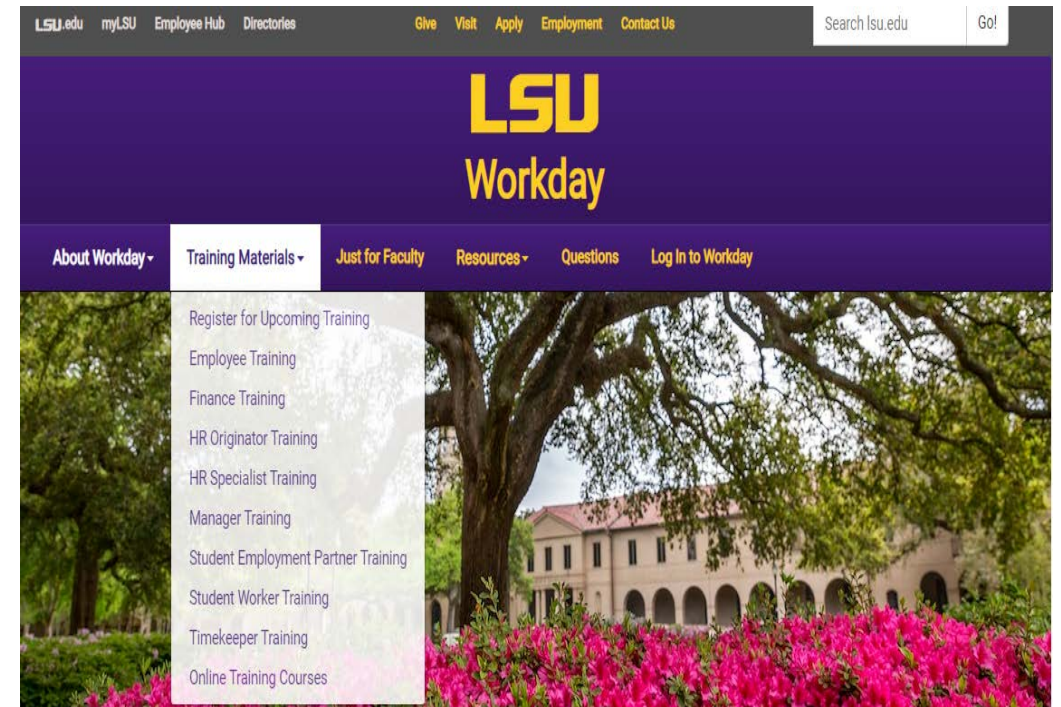 LSU.edu myLSU Employee Hub Directories Give Visit Apply Employment Contact Us Search lsu.edu Go!
LSU
Workday
About Workday Training Materials Just for Faculty Resources Questions Log In to Workday
Register for Upcoming Training
Employee Training
Finance Training
HR Originator Training
HR Specialist Training
Manager Training
Student Employment Partner Training
Student Worker Training
Timekeeper Training
Online Training Courses